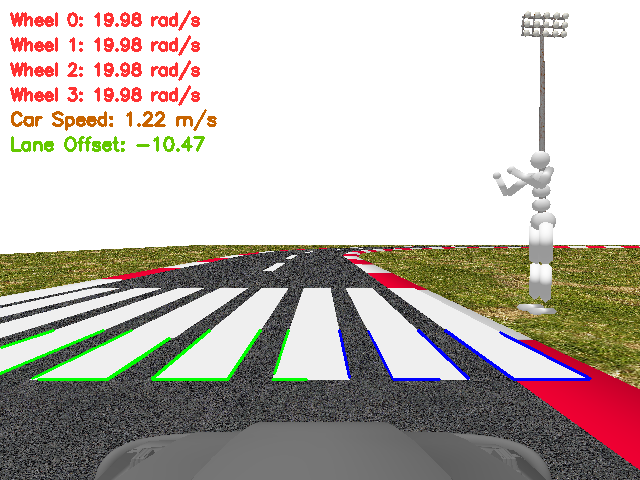 Wheel 0: 19.98 rad/s
Wheel 1: 19.98 rad/s
Wheel 2: 19.98 rad/s
Wheel 3: 19.98 rad/s
Car Speed: 1.22 m/s
Lane Offset: -10.47